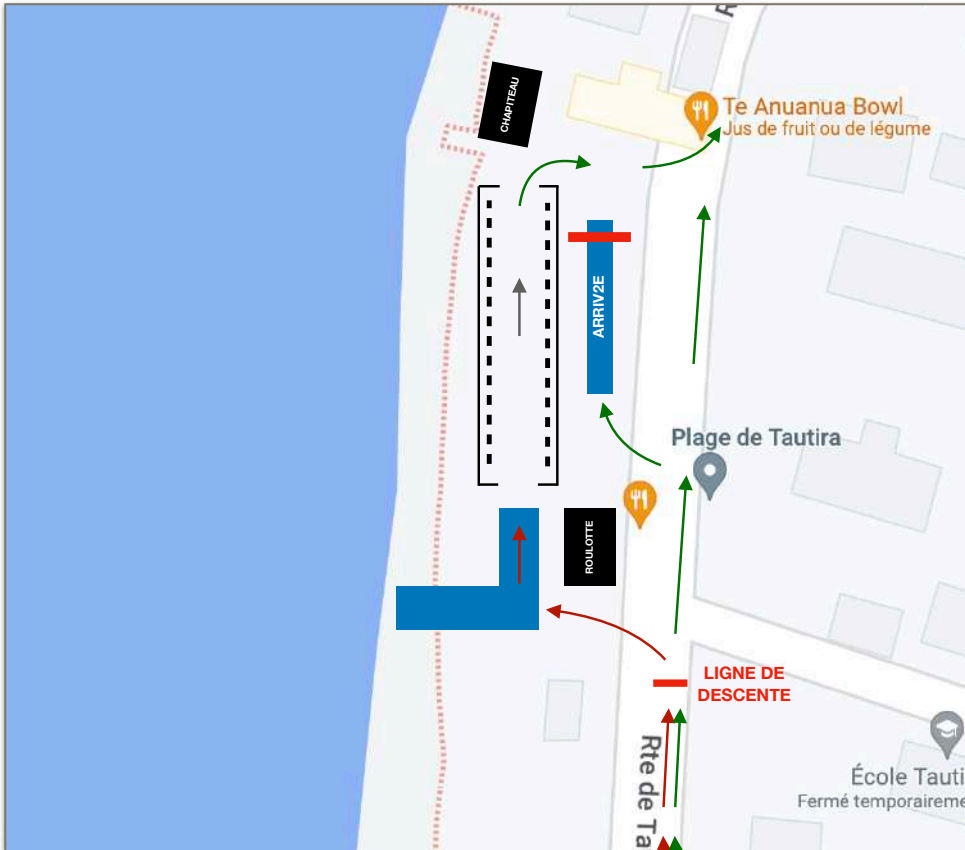 R
CHAPITEAU
Te Anuanua Bowl
Jus de fruit ou de légume
ARRIV2E
Plage de Tautira
ROULOTTE
LIGNE DE
DESCENTE
Rte de Ta
École Tauti
Fermé temporaireme